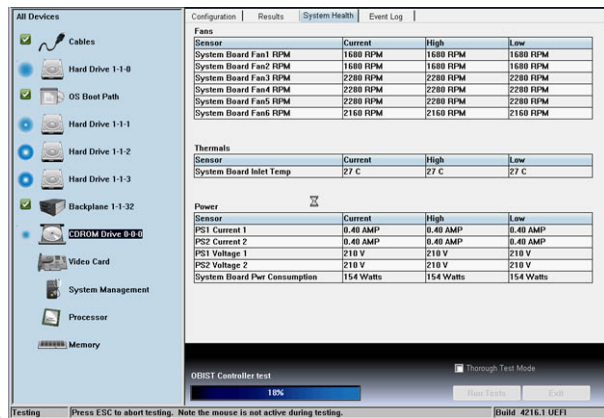 All Devices
Cables
Hard Drive 1-1-0
OS Boot Path
Hard Drive 1-1-1
Hard Drive 1-1-2
Hard Drive 1-1-3
Backplane 1-1-32
CDROM Drive 0-0-0
Video Card
System Management
Processor
Memory
Configuration Results System Health Event Log
Fans
Sensor Current High Low
System Board Fan1 RPM 1680 RPM 1680 RPM 1680 RPM
System Board Fan2 RPM 1680 RPM 1680 RPM 1680 RPM
System Board Fan3 RPM 2280 RPM 2280 RPM 2280 RPM
System Board Fan4 RPM 2280 RPM 2280 RPM 2280 RPM
System Board Fan5 RPM 2280 RPM 2280 RPM 2280 RPM
System Board Fan6 RPM 2160 RPM 2160 RPM 2160 RPM
Thermals
Sensor Current High Low
System Board Inlet Temp 27 C 27 C 27 C
Power
Sensor Current High Low
PS1 Current 1 0.40 AMP 0.40 AMP 0.40 AMP
PS2 Current 2 0.40 AMP 0.40 AMP 0.40 AMP
PS1 Voltage 1 210 V 210 V 210 V
PS2 Voltage 2 210 V 210 V 210 V
System Board Pwr Consumption 154 Watts 154 Watts 154 Watts
OBIST Controller test
18%
Thorough Test Mode
Run Tests Exit
Testing Press ESC to abort testing. Note the mouse is not active during testing. Build 4216.1 UEFI